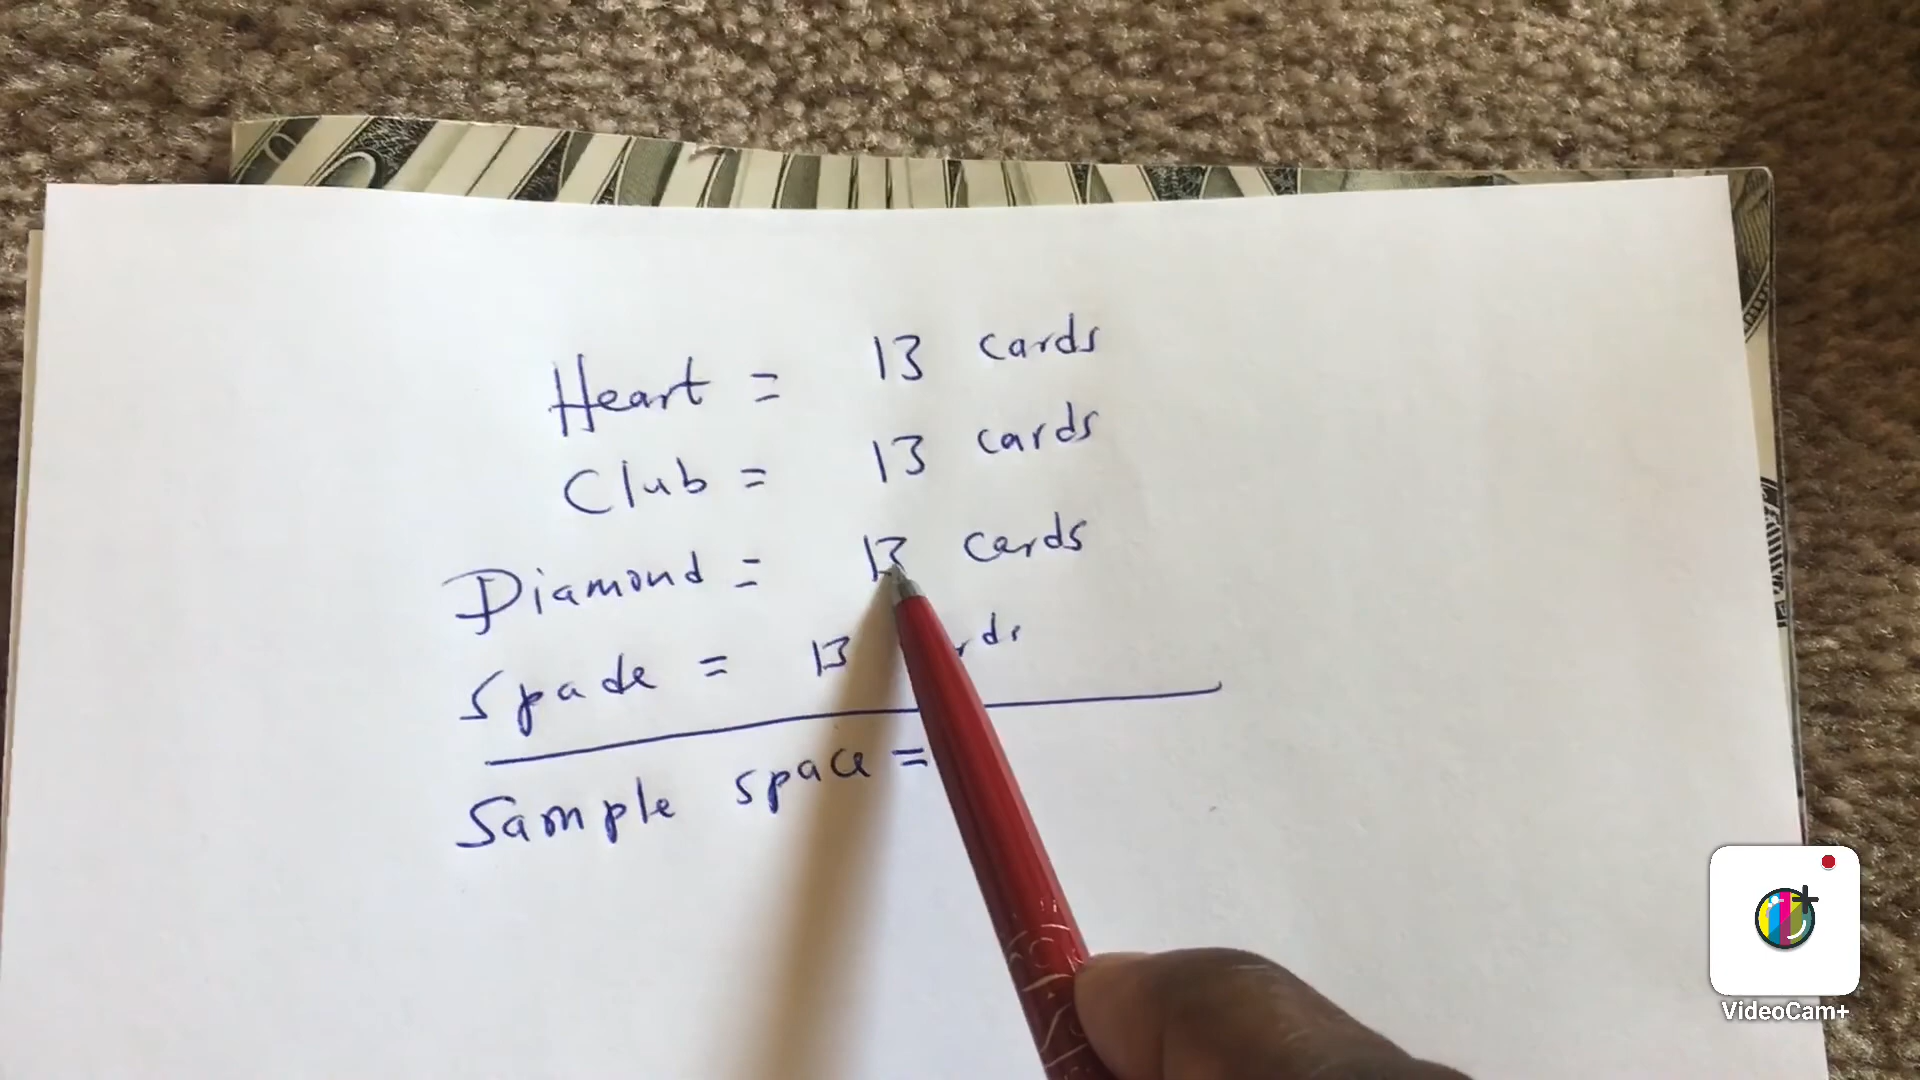 Heart = 13 cards
Club = 13 cards
Diamond = 13 cards
Spade = 13
Sample space =
VideoCam+